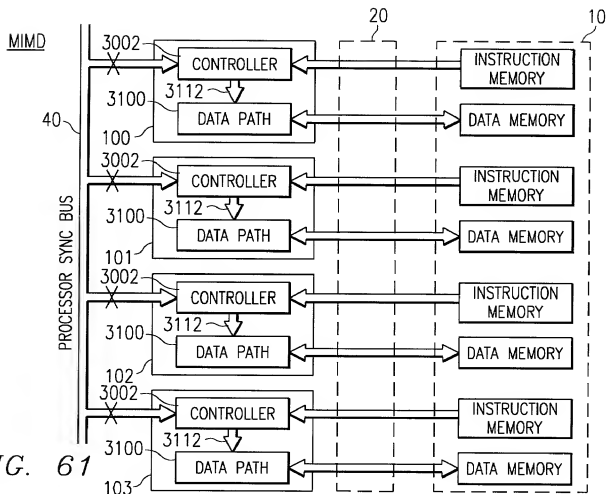 MIMD
20
10
3002
CONTROLLER
INSTRUCTION
MEMORY
3112
3100
DATA PATH
DATA MEMORY
40
100
3002
CONTROLLER
INSTRUCTION
MEMORY
3112
3100
DATA PATH
DATA MEMORY
101
PROCESSOR SYNC BUS
3002
CONTROLLER
INSTRUCTION
MEMORY
3112
3100
DATA PATH
DATA MEMORY
102
3002
CONTROLLER
INSTRUCTION
MEMORY
3112
3100
DATA PATH
DATA MEMORY
103
IG. 61